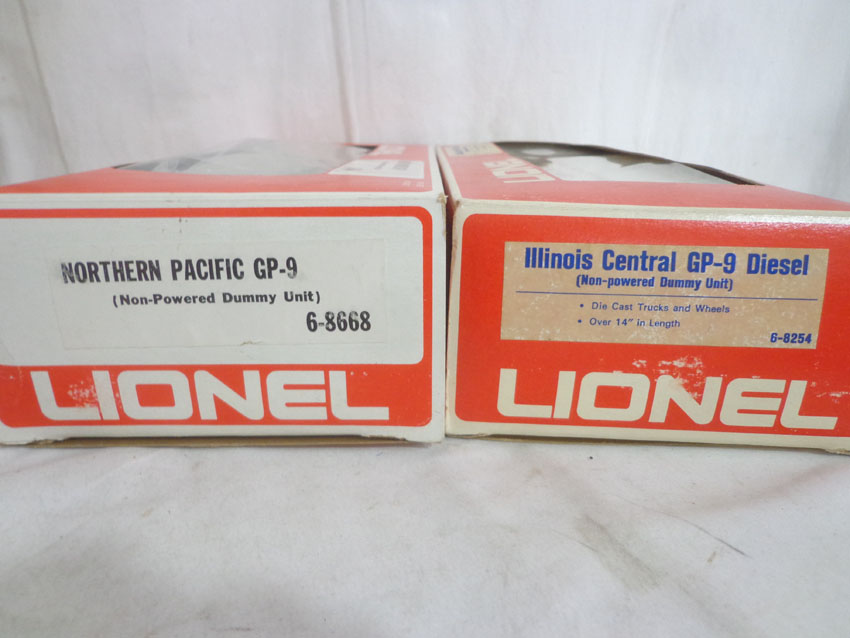 NORTHERN PACIFIC GP-9
(Non-Powered Dummy Unit)
6-8668
LIONEL
Illinois Central GP-9 Diesel
(Non-powered Dummy Unit)
• Die Cast Trucks and Wheels
• Over 14" in Length
6-8254
LIONEL